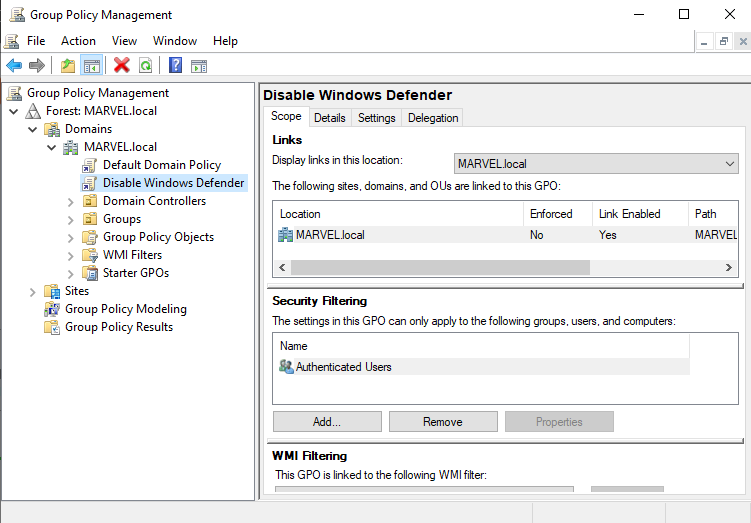 Group Policy Management
File Action View Window Help
Group Policy Management
Forest: MARVEL.local
Domains
MARVEL.local
Default Domain Policy
Disable Windows Defender
Domain Controllers
Groups
Group Policy Objects
WMI Filters
Starter GPOs
Sites
Group Policy Modeling
Group Policy Results
Disable Windows Defender
Scope Details Settings Delegation
Links
Display links in this location: MARVEL.local
The following sites, domains, and OUs are linked to this GPO:
Location Enforced Link Enabled Path
MARVEL.local No Yes MARVEL
Security Filtering
The settings in this GPO can only apply to the following groups, users, and computers:
Name
Authenticated Users
Add... Remove Properties
WMI Filtering
This GPO is linked to the following WMI filter: